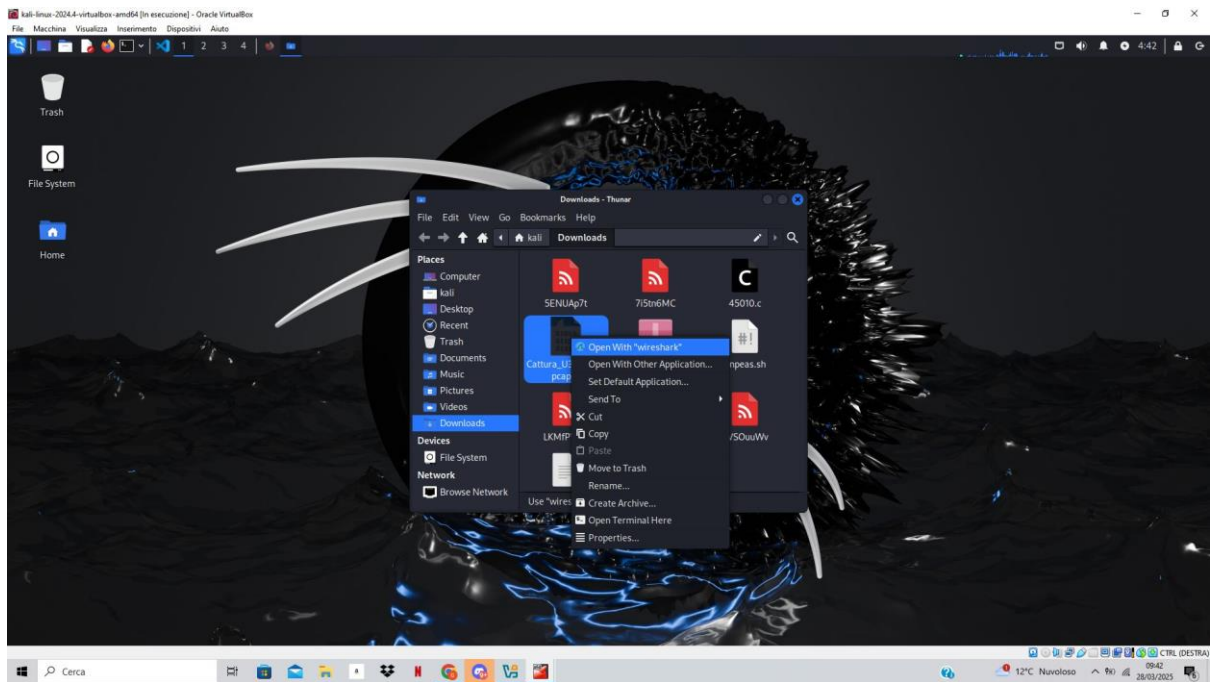 kali-linux-2024.4-virtualbox-amd64 [In esecuzione] - Oracle VirtualBox
File Macchina Visualizza Inserimento Dispositivi Aiuto
1 2 3 4
4:42
Trash
File System
Home
Downloads - Thunar
File Edit View Go Bookmarks Help
kali Downloads
Places
Computer
kali
Desktop
Recent
Trash
Documents
Music
Pictures
Videos
Downloads
Devices
File System
Network
Browse Network
5ENUAp7t 7i5tn6MC 45010.c
Cattura_U3
pcap
mpeas.sh
LKMfP
/SOuuWv
Use "wires
Open With "wireshark"
Open With Other Application...
Set Default Application...
Send To
Cut
Copy
Paste
Move to Trash
Rename...
Create Archive...
Open Terminal Here
Properties...
CTRL (DESTRA)
Cerca
12°C Nuvoloso
09:42
28/03/2025